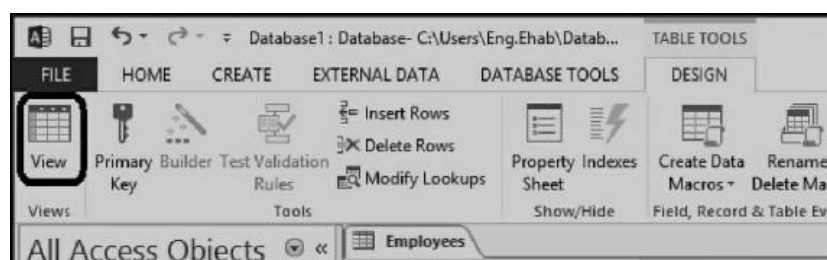 Database1 : Database- C:\Users\Eng.Ehab\Datab... TABLE TOOLS
FILE HOME CREATE EXTERNAL DATA DATABASE TOOLS DESIGN
View
Primary Key
Builder
Test Validation Rules
Insert Rows
Delete Rows
Modify Lookups
Property Sheet
Indexes
Create Data Macros
Rename
Delete Ma
Views Tools Show/Hide Field, Record & Table Ev
All Access Objects « Employees